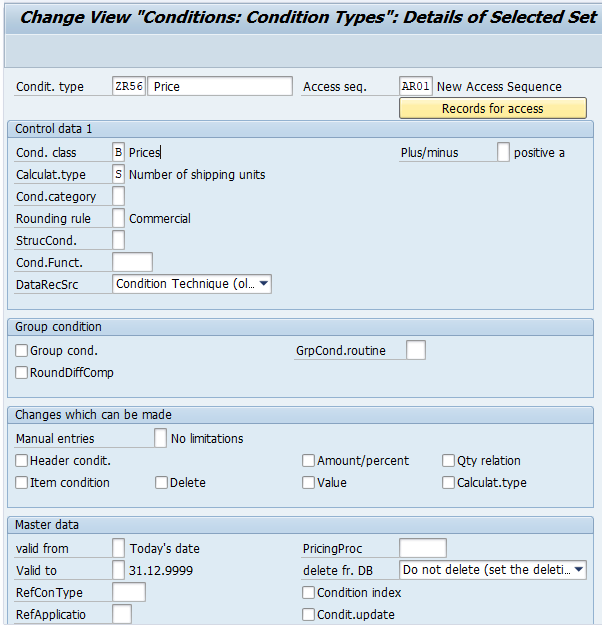 Change View "Conditions: Condition Types": Details of Selected Set
Condit. type ZR56 Price Access seq. AR01 New Access Sequence
Records for access
Control data 1
Cond. class B Prices Plus/minus positive a
Calculat.type S Number of shipping units
Cond.category
Rounding rule Commercial
StrucCond.
Cond.Funct.
DataRecSrc Condition Technique (ol...
Group condition
Group cond. GrpCond.routine
RoundDiffComp
Changes which can be made
Manual entries No limitations
Header condit. Amount/percent Qty relation
Item condition Delete Value Calculat.type
Master data
valid from Today's date PricingProc
Valid to 31.12.9999 delete fr. DB Do not delete (set the deleti...
RefConType Condition index
RefApplicatio Condit.update